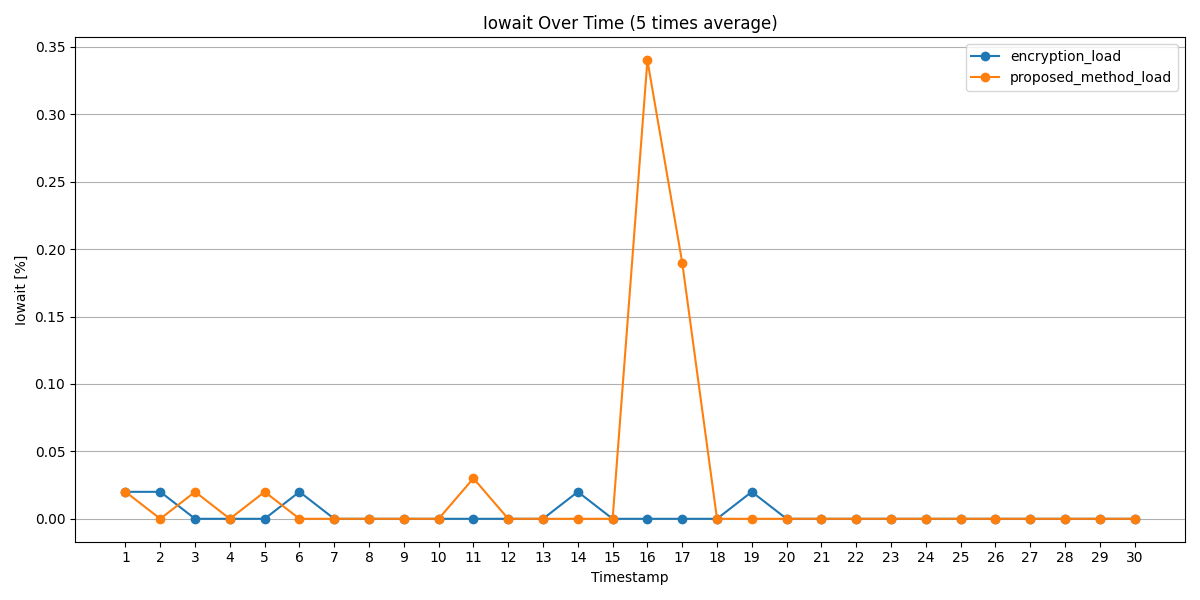 Iowait Over Time (5 times average)
encryption_load
proposed_method_load
Iowait [%]
0.35
0.30
0.25
0.20
0.15
0.10
0.05
0.00
1 2 3 4 5 6 7 8 9 10 11 12 13 14 15 16 17 18 19 20 21 22 23 24 25 26 27 28 29 30
Timestamp